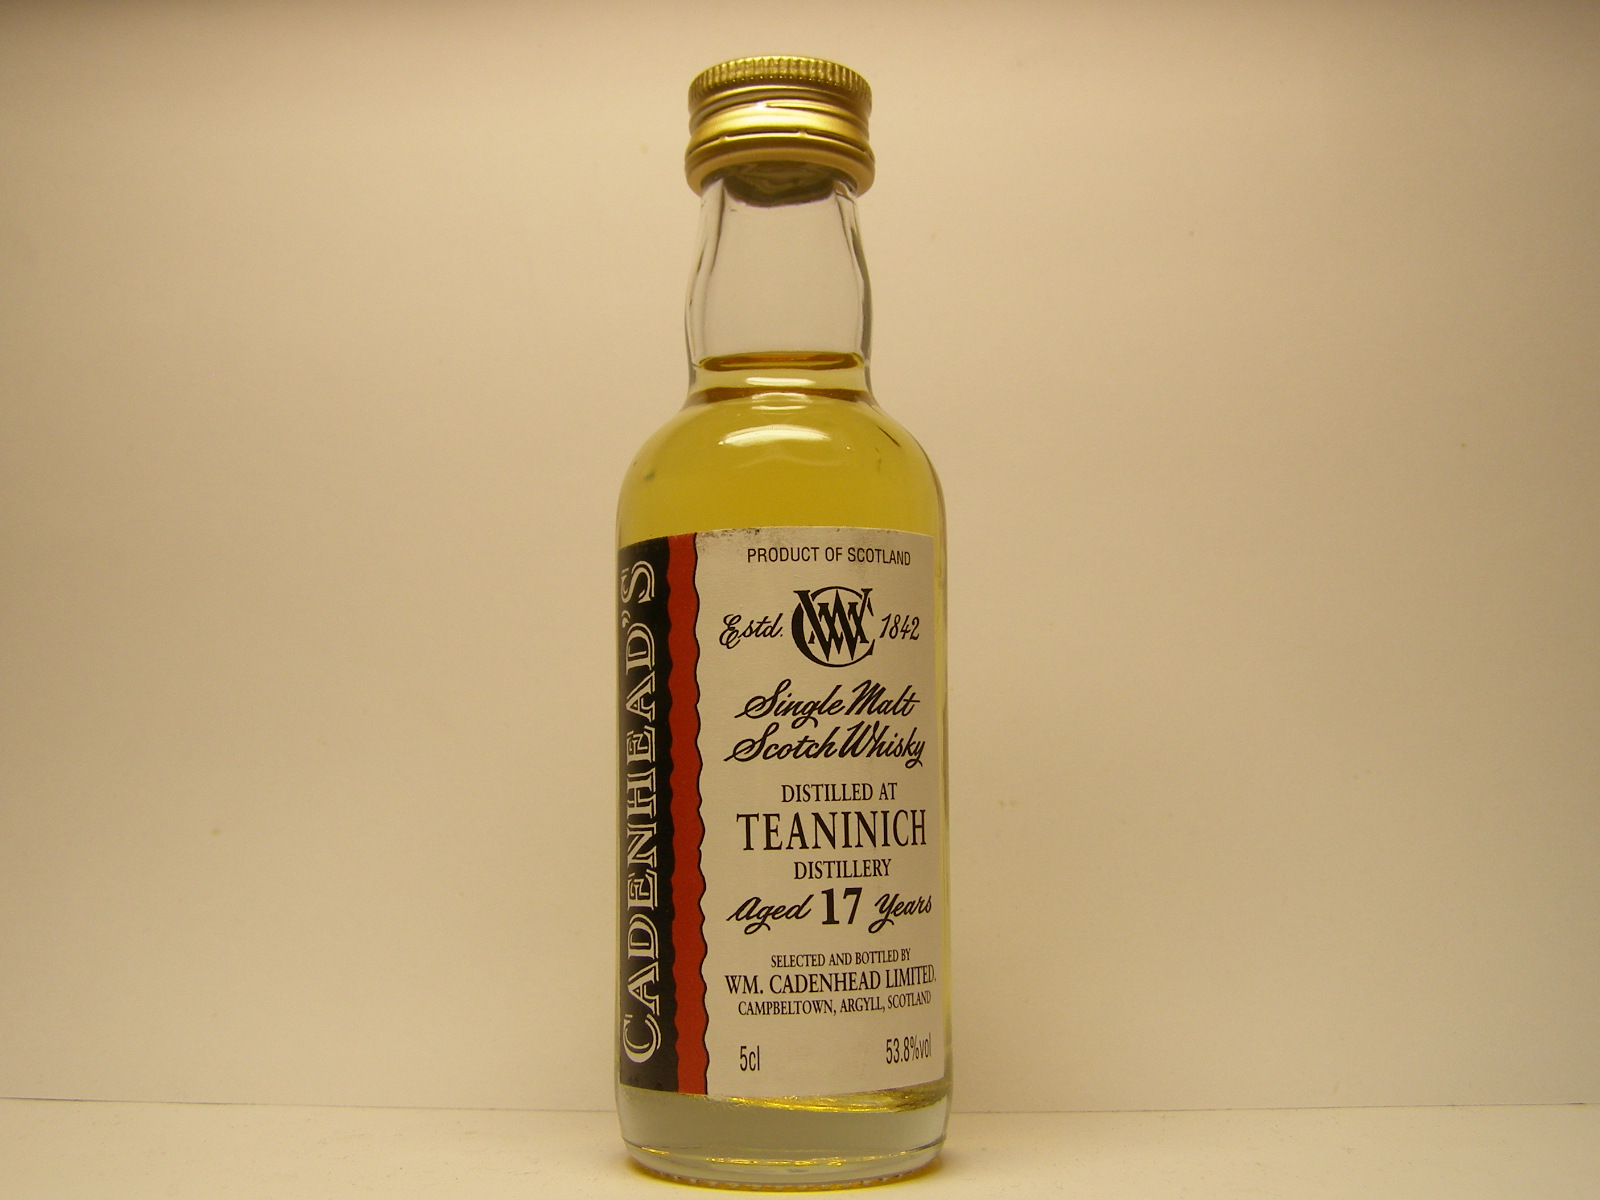 CADENHEAD'S
PRODUCT OF SCOTLAND
Estd. WC 1842
Single Malt
Scotch Whisky
DISTILLED AT
TEANINICH
DISTILLERY
Aged 17 Years
SELECTED AND BOTTLED BY
WM. CADENHEAD LIMITED.
CAMPBELTOWN, ARGYLL, SCOTLAND
5cl 53.8%vol